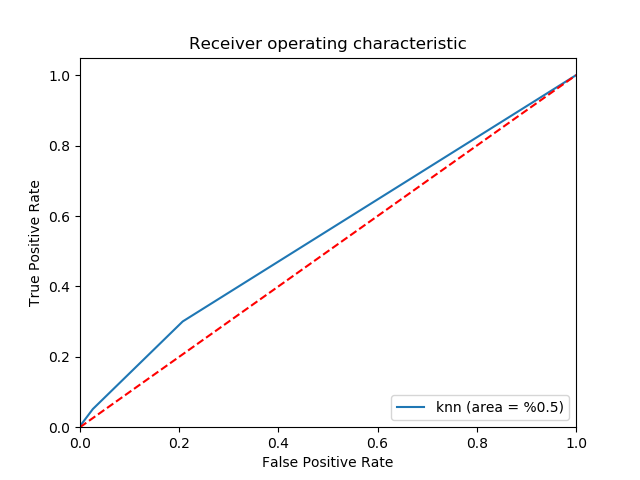 Receiver operating characteristic
True Positive Rate
1.0
0.8
0.6
0.4
0.2
0.0
knn (area = %0.5)
0.0 0.2 0.4 0.6 0.8 1.0
False Positive Rate